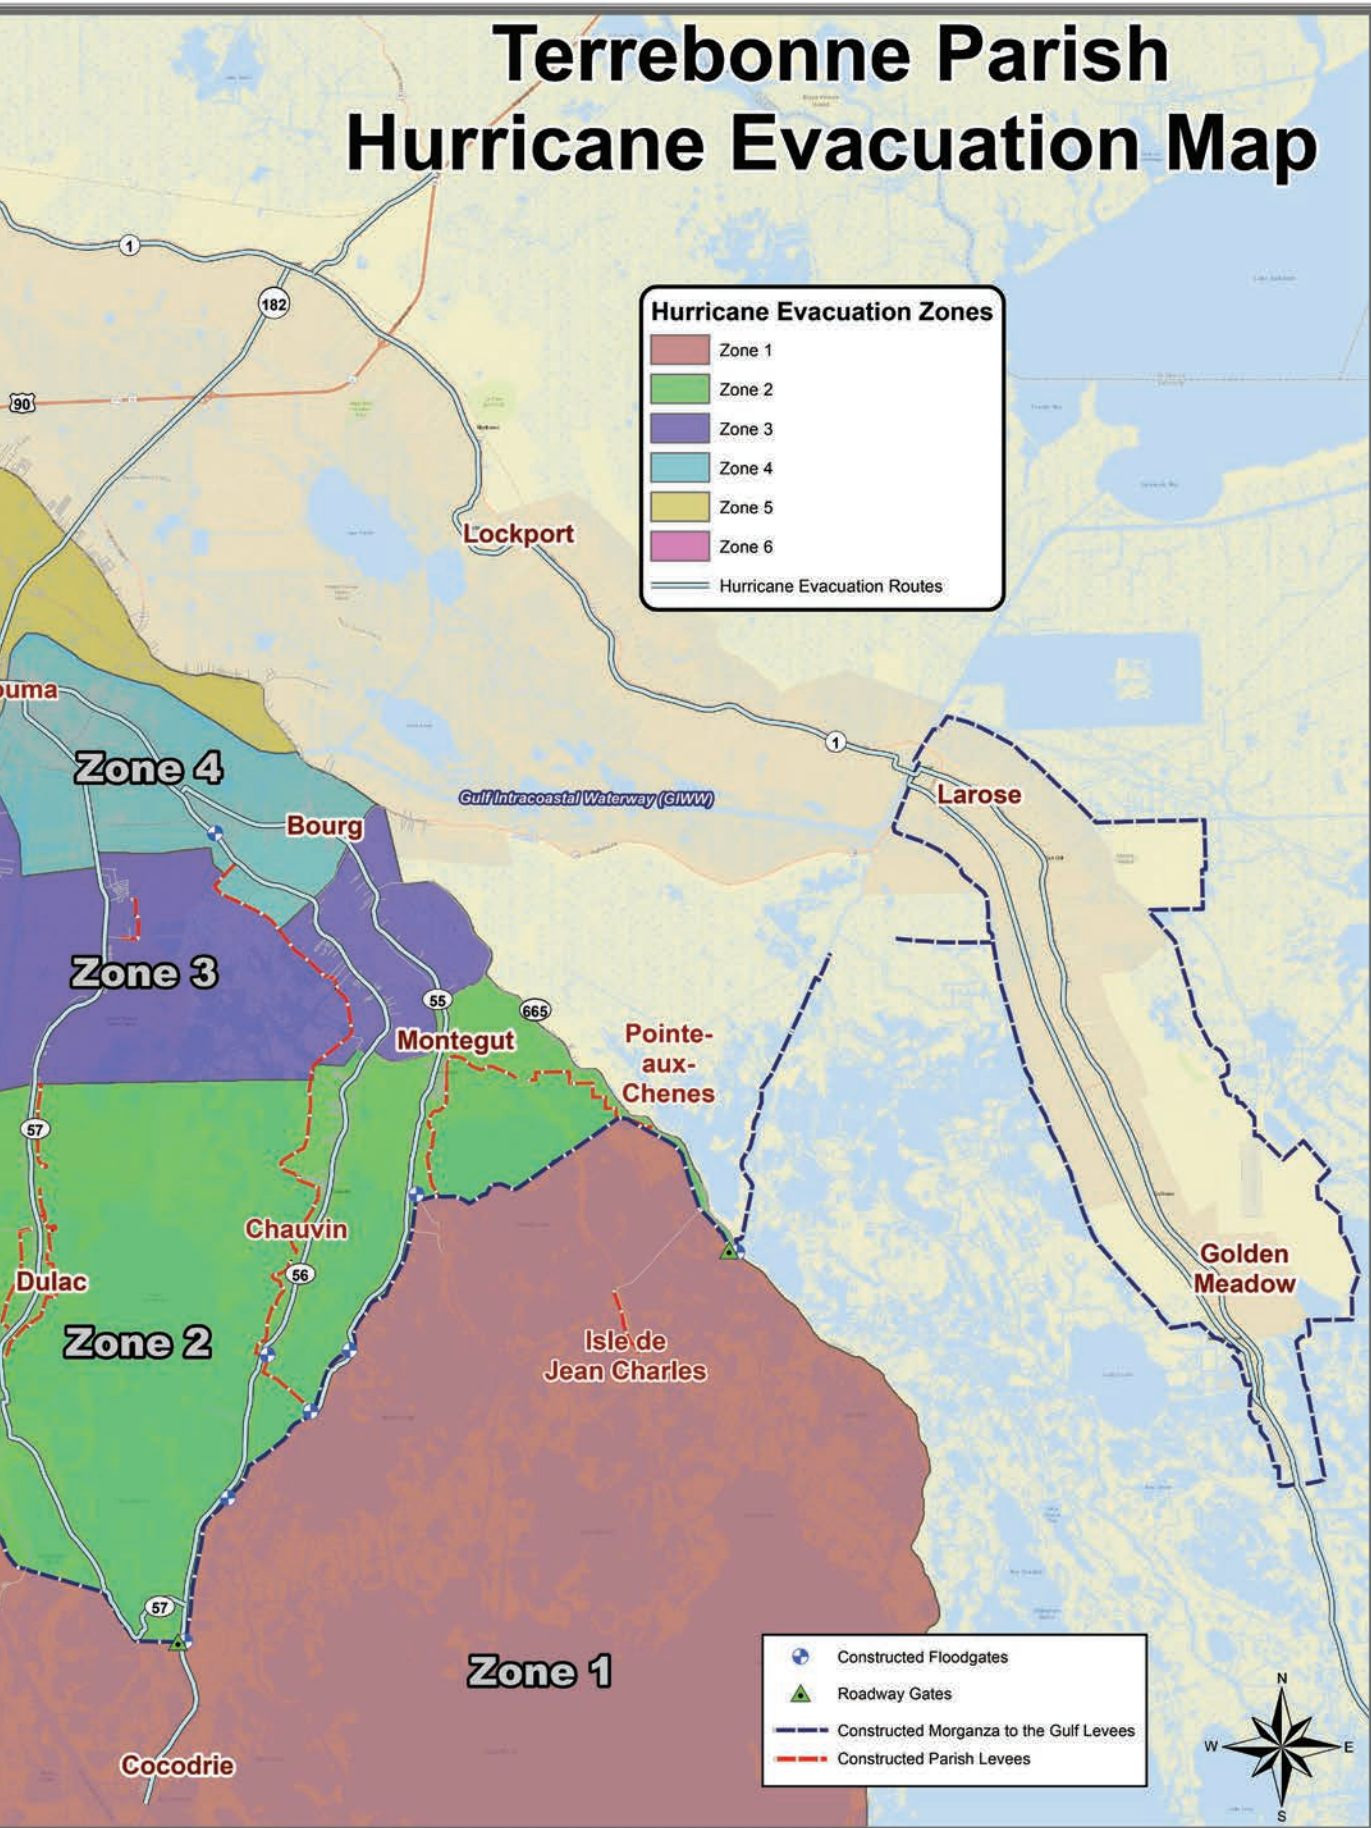 Terrebonne Parish
Hurricane Evacuation Map
1
182
90
Hurricane Evacuation Zones
Zone 1
Zone 2
Zone 3
Zone 4
Zone 5
Zone 6
Hurricane Evacuation Routes
Lockport
ouma
1
Zone 4
Gulf Intracoastal Waterway (GIWW)
Larose
Bourg
Zone 3
55
665
Montegut
Pointe-
aux-
Chenes
57
Chauvin
Golden
Meadow
56
Dulac
Zone 2
Isle de
Jean Charles
57
Zone 1
Cocodrie
Constructed Floodgates
Roadway Gates
Constructed Morganza to the Gulf Levees
Constructed Parish Levees
N
W
E
S